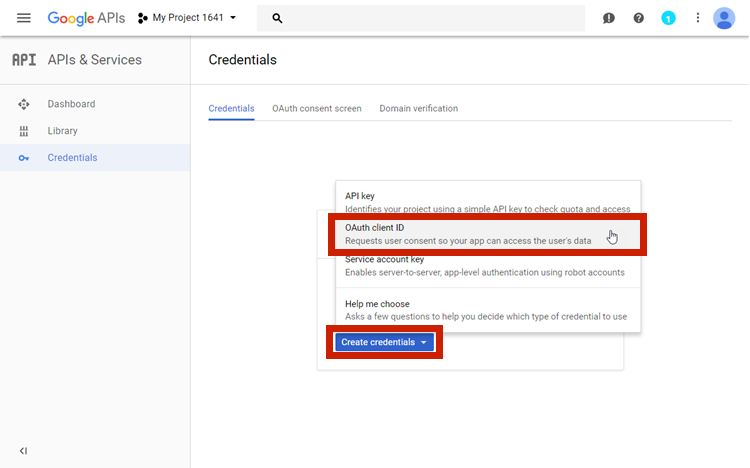 Google APIs
My Project 1641
1
API
APIs & Services
Credentials
Dashboard
Library
Credentials
Credentials
OAuth consent screen
Domain verification
API key
Identifies your project using a simple API key to check quota and access
OAuth client ID
Requests user consent so your app can access the user's data
Service account key
Enables server-to-server, app-level authentication using robot accounts
Help me choose
Asks a few questions to help you decide which type of credential to use
Create credentials